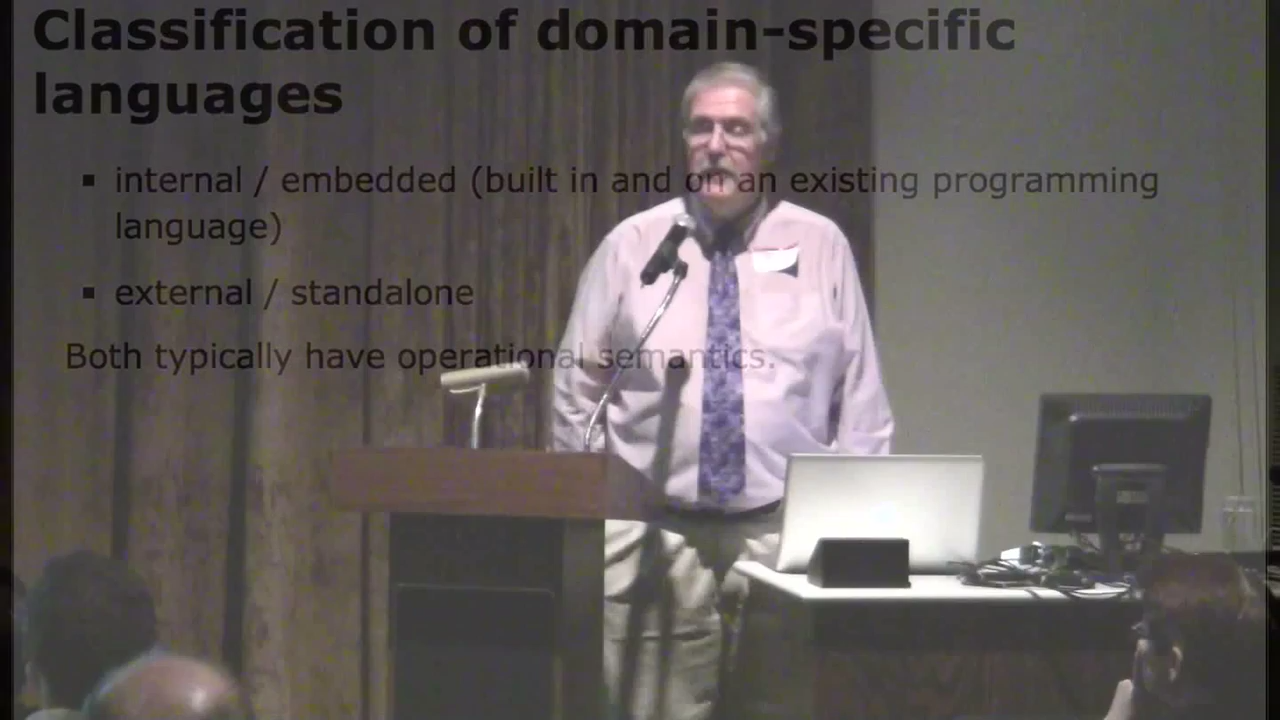 Classification of domain-specific
languages
▪ internal / embedded (built in and on an existing programming
language)
▪ external / standalone
Both typically have operational semantics.